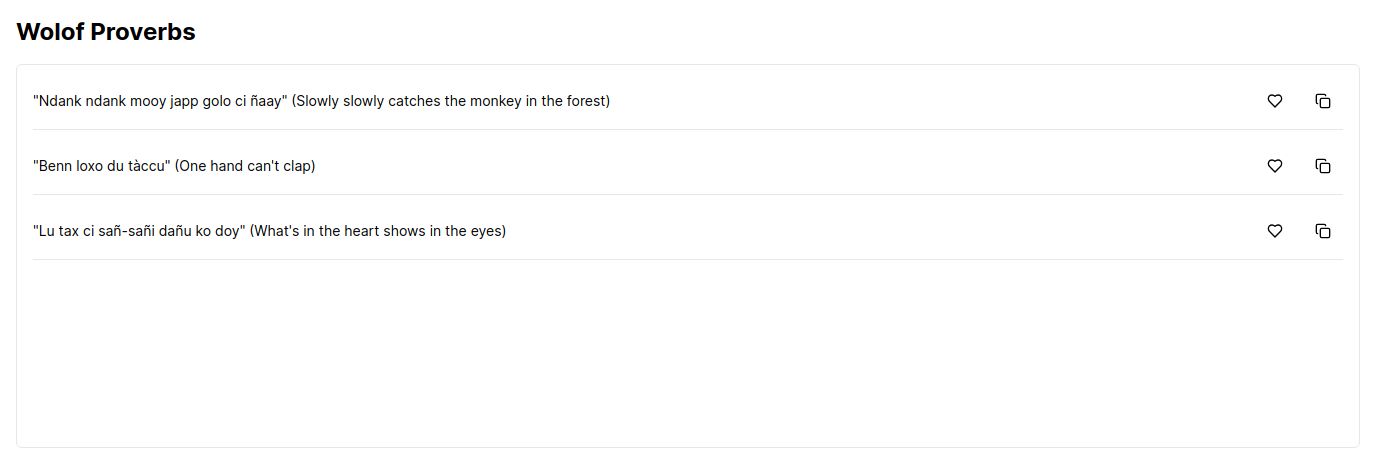 Wolof Proverbs
"Ndank ndank mooy japp golo ci ñaay" (Slowly slowly catches the monkey in the forest)
"Benn loxo du tàccu" (One hand can't clap)
"Lu tax ci sañ-sañi dañu ko doy" (What's in the heart shows in the eyes)